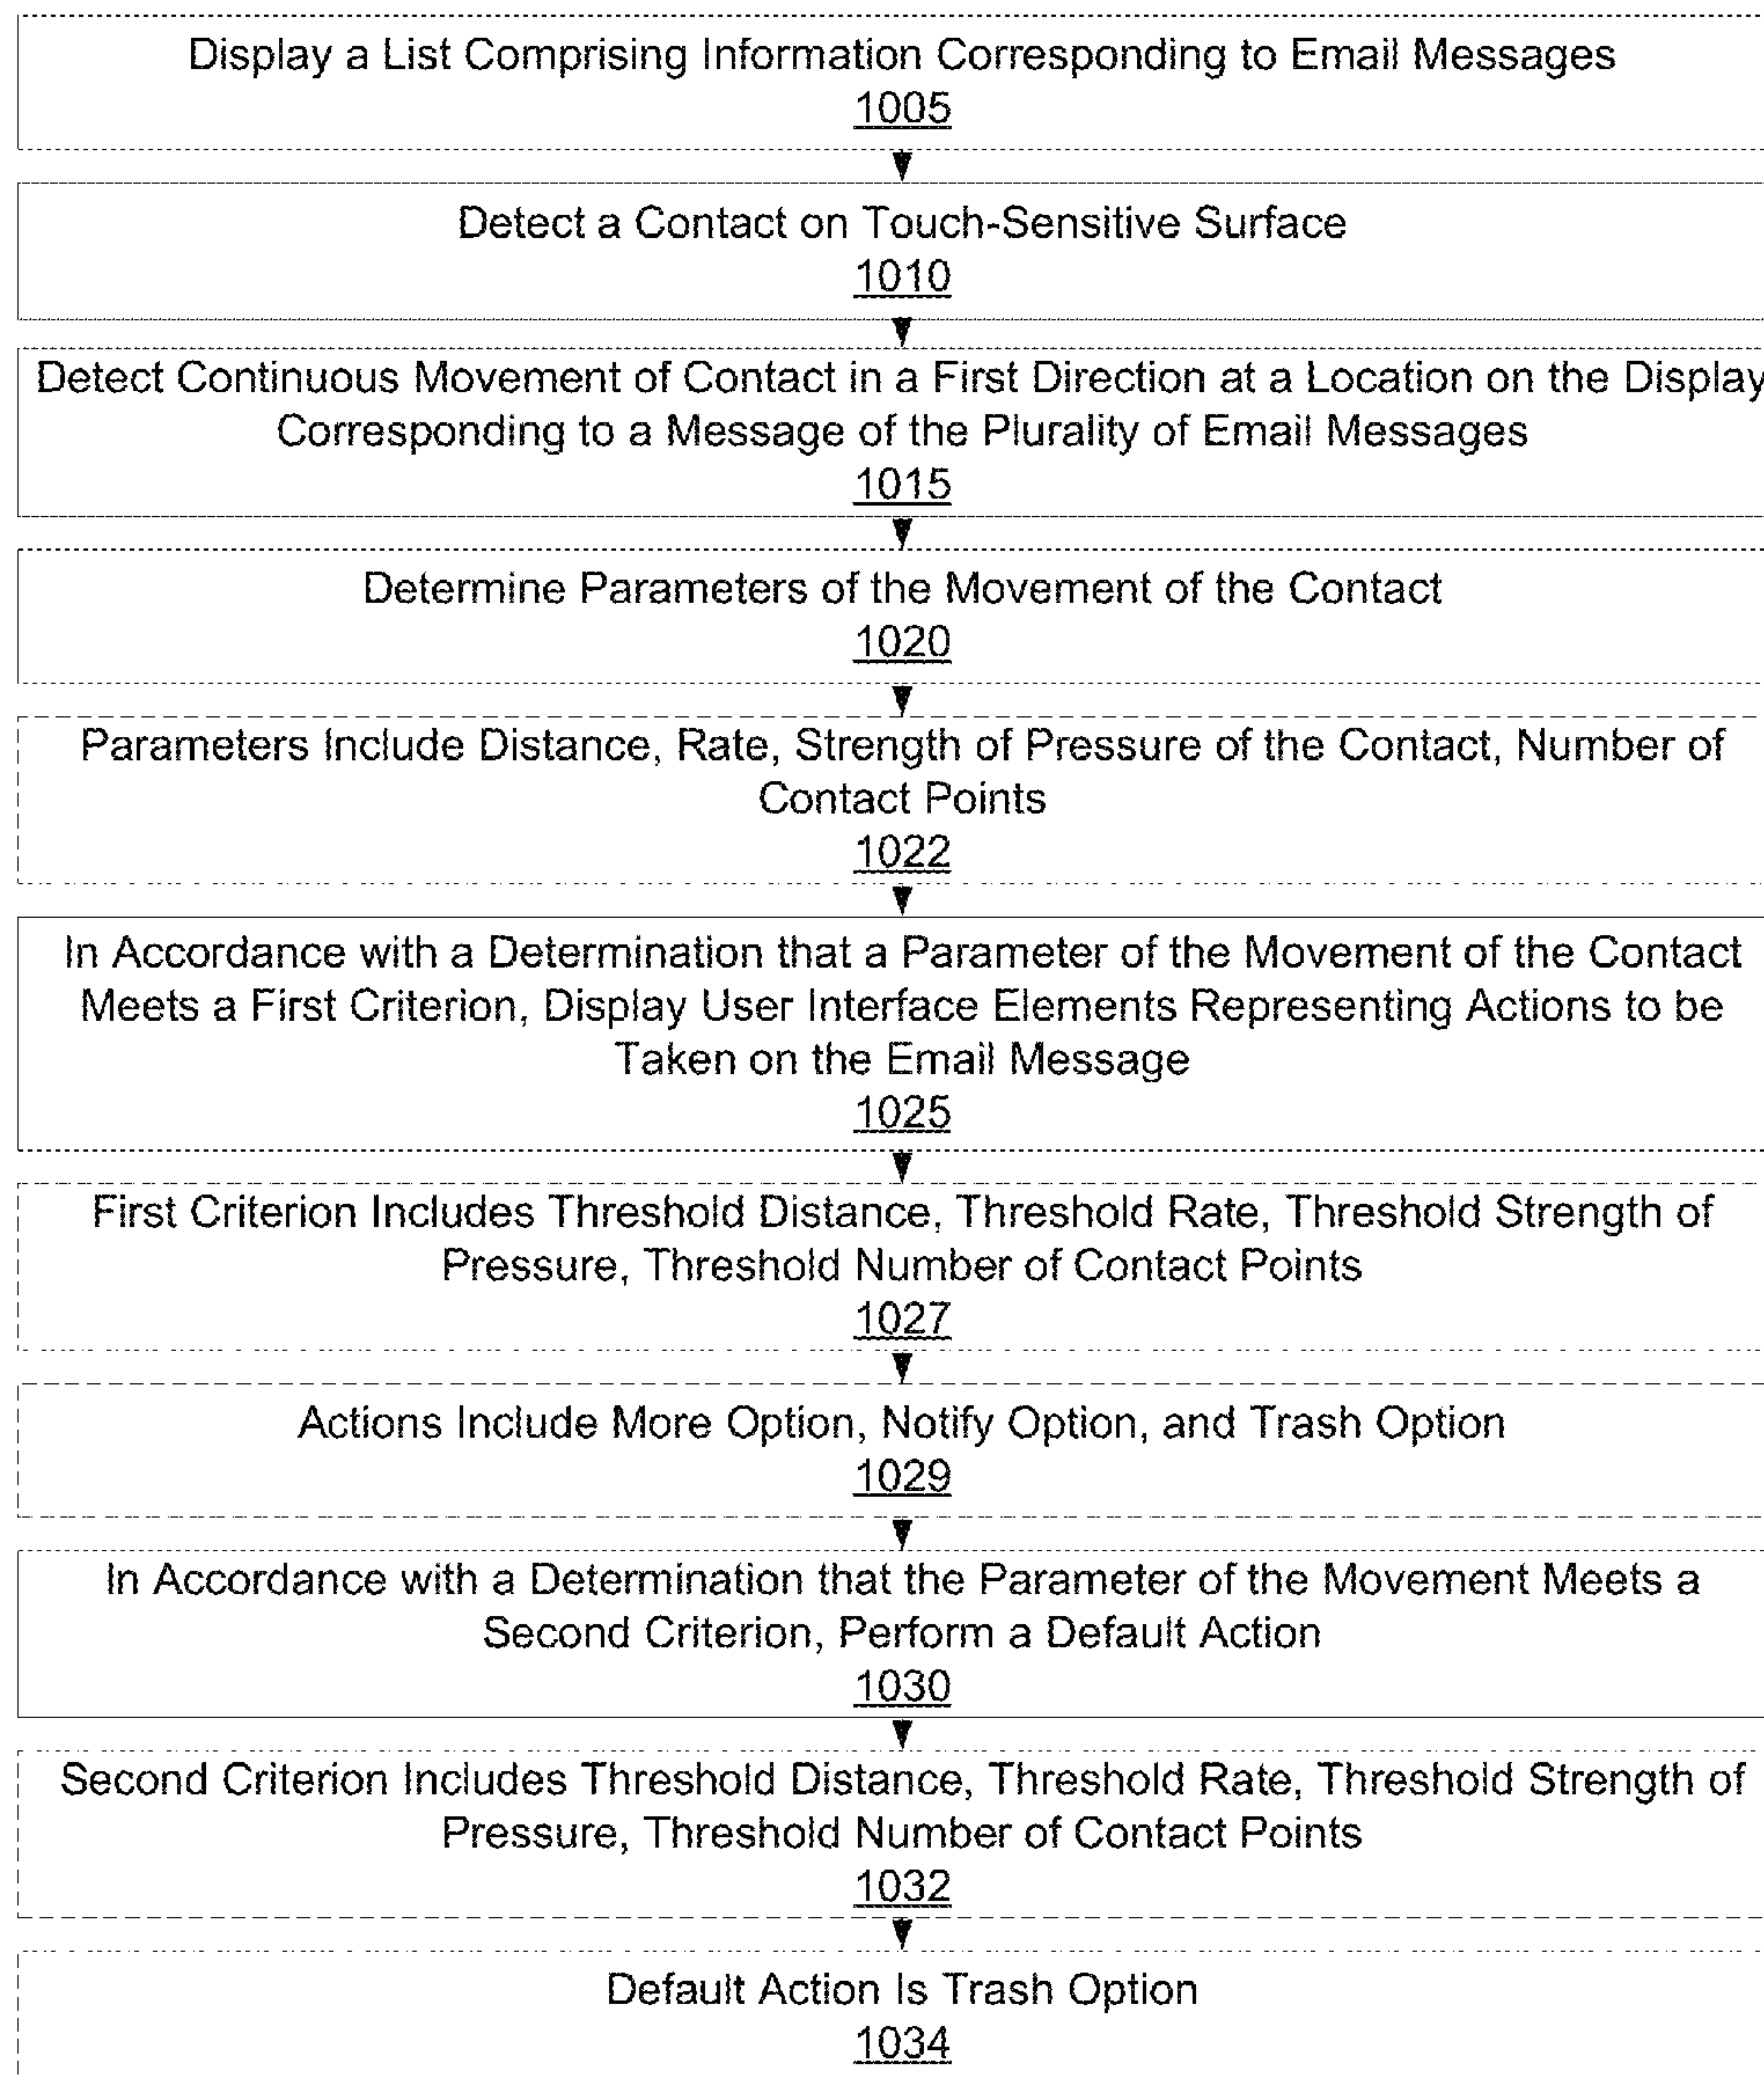 Display a List Comprising Information Corresponding to Email Messages
1005
Detect a Contact on Touch-Sensitive Surface
1010
Detect Continuous Movement of Contact in a First Direction at a Location on the Display
Corresponding to a Message of the Plurality of Email Messages
1015
Determine Parameters of the Movement of the Contact
1020
Parameters Include Distance, Rate, Strength of Pressure of the Contact, Number of
Contact Points
1022
In Accordance with a Determination that a Parameter of the Movement of the Contact
Meets a First Criterion, Display User Interface Elements Representing Actions to be
Taken on the Email Message
1025
First Criterion Includes Threshold Distance, Threshold Rate, Threshold Strength of
Pressure, Threshold Number of Contact Points
1027
Actions Include More Option, Notify Option, and Trash Option
1029
In Accordance with a Determination that the Parameter of the Movement Meets a
Second Criterion, Perform a Default Action
1030
Second Criterion Includes Threshold Distance, Threshold Rate, Threshold Strength of
Pressure, Threshold Number of Contact Points
1032
Default Action Is Trash Option
1034